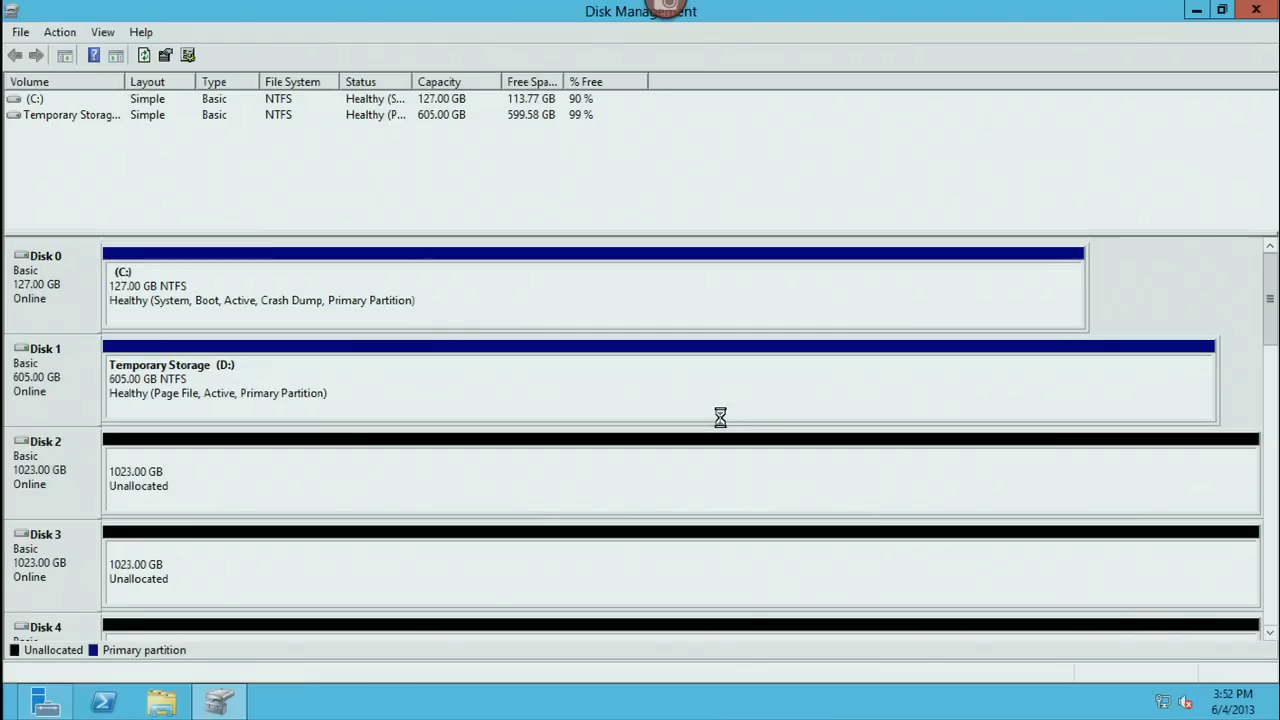 Disk Management
File Action View Help
Volume Layout Type File System Status Capacity Free Spa... % Free
(C:) Simple Basic NTFS Healthy (S... 127.00 GB 113.77 GB 90 %
Temporary Storag... Simple Basic NTFS Healthy (P... 605.00 GB 599.58 GB 99 %
Disk 0
Basic
127.00 GB
Online
(C:)
127.00 GB NTFS
Healthy (System, Boot, Active, Crash Dump, Primary Partition)
Disk 1
Basic
605.00 GB
Online
Temporary Storage (D:)
605.00 GB NTFS
Healthy (Page File, Active, Primary Partition)
Disk 2
Basic
1023.00 GB
Online
1023.00 GB
Unallocated
Disk 3
Basic
1023.00 GB
Online
1023.00 GB
Unallocated
Disk 4
Unallocated Primary partition
3:52 PM
6/4/2013